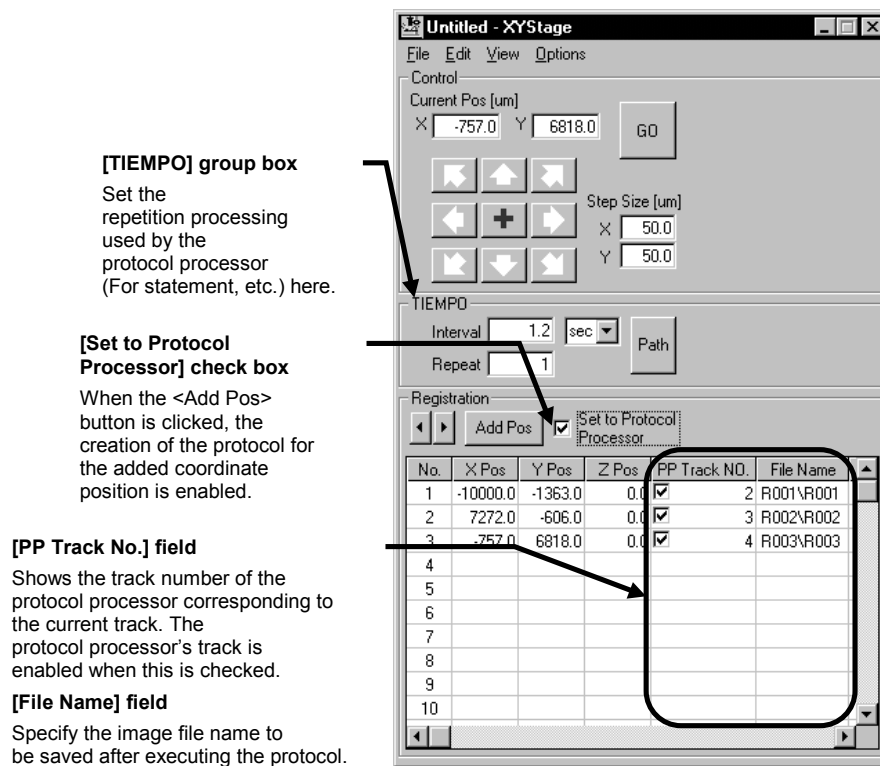 [TIEMPO] group box
Set the
repetition processing
used by the
protocol processor
(For statement, etc.) here.
[Set to Protocol
Processor] check box
When the <Add Pos>
button is clicked, the
creation of the protocol for
the added coordinate
position is enabled.
[PP Track No.] field
Shows the track number of the
protocol processor corresponding to
the current track. The
protocol processor's track is
enabled when this is checked.
[File Name] field
Specify the image file name to
be saved after executing the protocol.
Untitled - XYStage
File Edit View Options
Control
Current Pos [um]
X -757.0 Y 6818.0 GO
Step Size [um]
X 50.0
Y 50.0
TIEMPO
Interval 1.2 sec
Path
Repeat 1
Registration
Add Pos Set to Protocol
Processor
No. X Pos Y Pos Z Pos PP Track NO. File Name
1 -10000.0 -1363.0 0.0 2 R001\R001
2 7272.0 -606.0 0.0 3 R002\R002
3 -757.0 6818.0 0.0 4 R003\R003
4
5
6
7
8
9
10